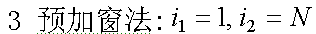 3 预加窗法: i₁ = 1, i₂ = N